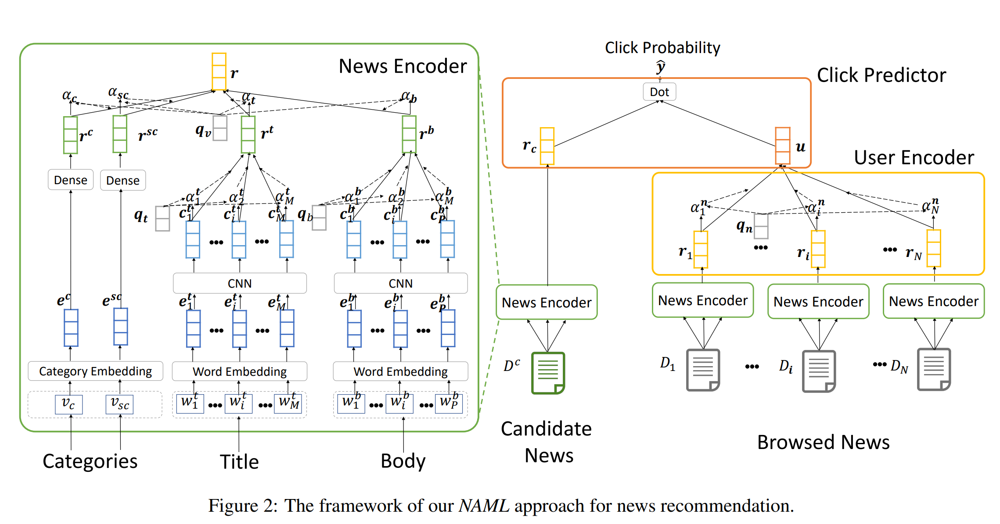 Click Probability
ŷ
News Encoder
Click Predictor
r
Dot
α_c α_sc α_t α_b
r^c r^sc q_v r^t r^b
r_c u
User Encoder
Dense Dense
α_1^t α_2^t α_M^t α_1^b α_2^b α_M^b
α_1^n α_i^n α_N^n
q_t c_1^t c_i^t c_M^t q_b c_1^b c_i^b c_P^b
q_n
••• ••• ••• •••
r_1 ••• r_i ••• r_N
CNN CNN
e^c e^sc e_1^t e_i^t e_M^t e_1^b e_i^b e_P^b
News Encoder News Encoder News Encoder News Encoder
••• ••• ••• •••
Category Embedding Word Embedding Word Embedding
D^c D_1 ••• D_i ••• D_N
v_c v_sc w_1^t ••• w_i^t ••• w_M^t w_1^b ••• w_i^b ••• w_P^b
Categories Title Body
Candidate
News
Browsed News
Figure 2: The framework of our NAML approach for news recommendation.